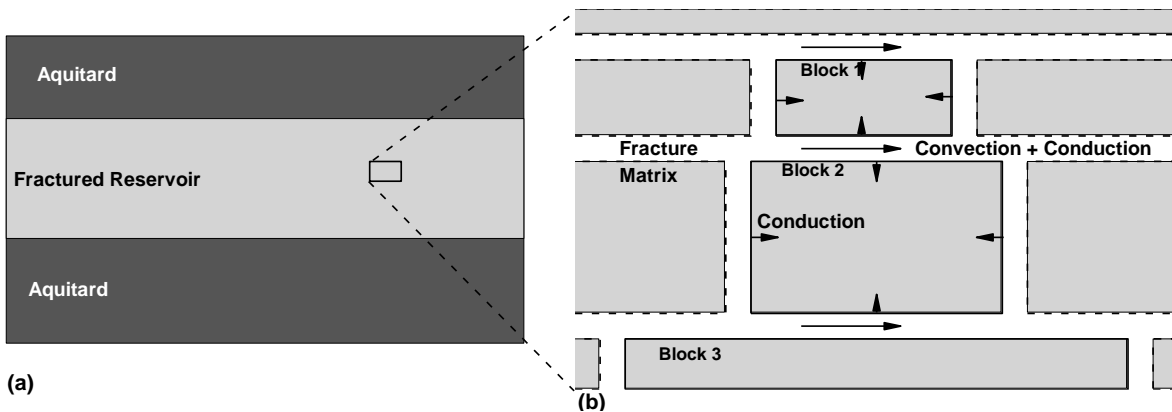 Aquitard
Fractured Reservoir
Aquitard
(a)
Block 1
Fracture
Convection + Conduction
Matrix
Block 2
Conduction
Block 3
(b)